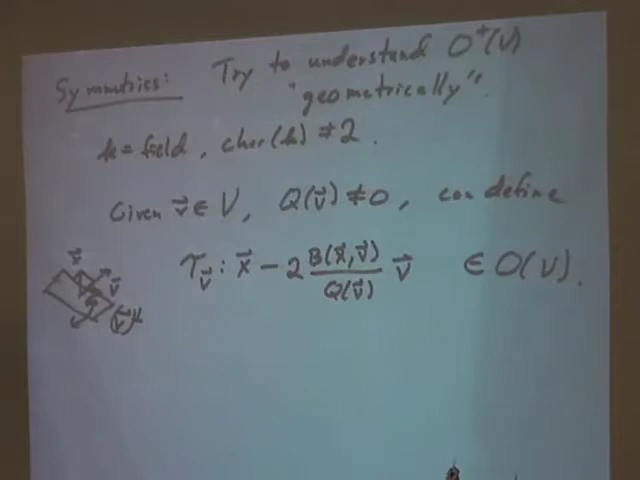 Symmetries: Try to understand O⁺(V)
"geometrically".
k = field, char(k) ≠ 2.
Given v⃗ ∈ V, Q(v⃗) ≠ 0, can define
τ_v⃗ : x⃗ − 2 B(x⃗, v⃗)/Q(v⃗) v⃗ ∈ O(V).
x⃗
v⃗
(v⃗)⊥